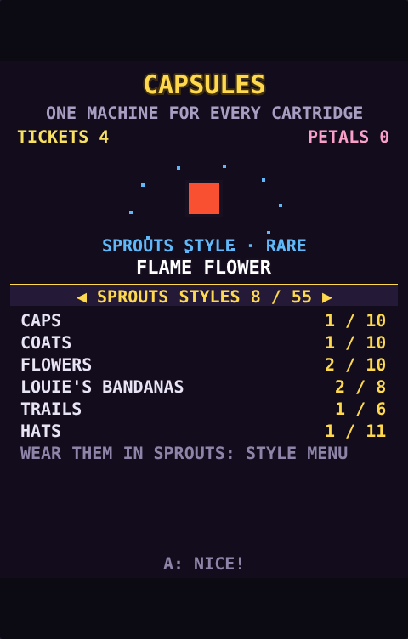 CAPSULES
ONE MACHINE FOR EVERY CARTRIDGE
TICKETS 4 PETALS 0
SPROUTS STYLE · RARE
FLAME FLOWER
◀ SPROUTS STYLES 8 / 55 ▶
CAPS 1 / 10
COATS 1 / 10
FLOWERS 2 / 10
LOUIE'S BANDANAS 2 / 8
TRAILS 1 / 6
HATS 1 / 11
WEAR THEM IN SPROUTS: STYLE MENU
A: NICE!